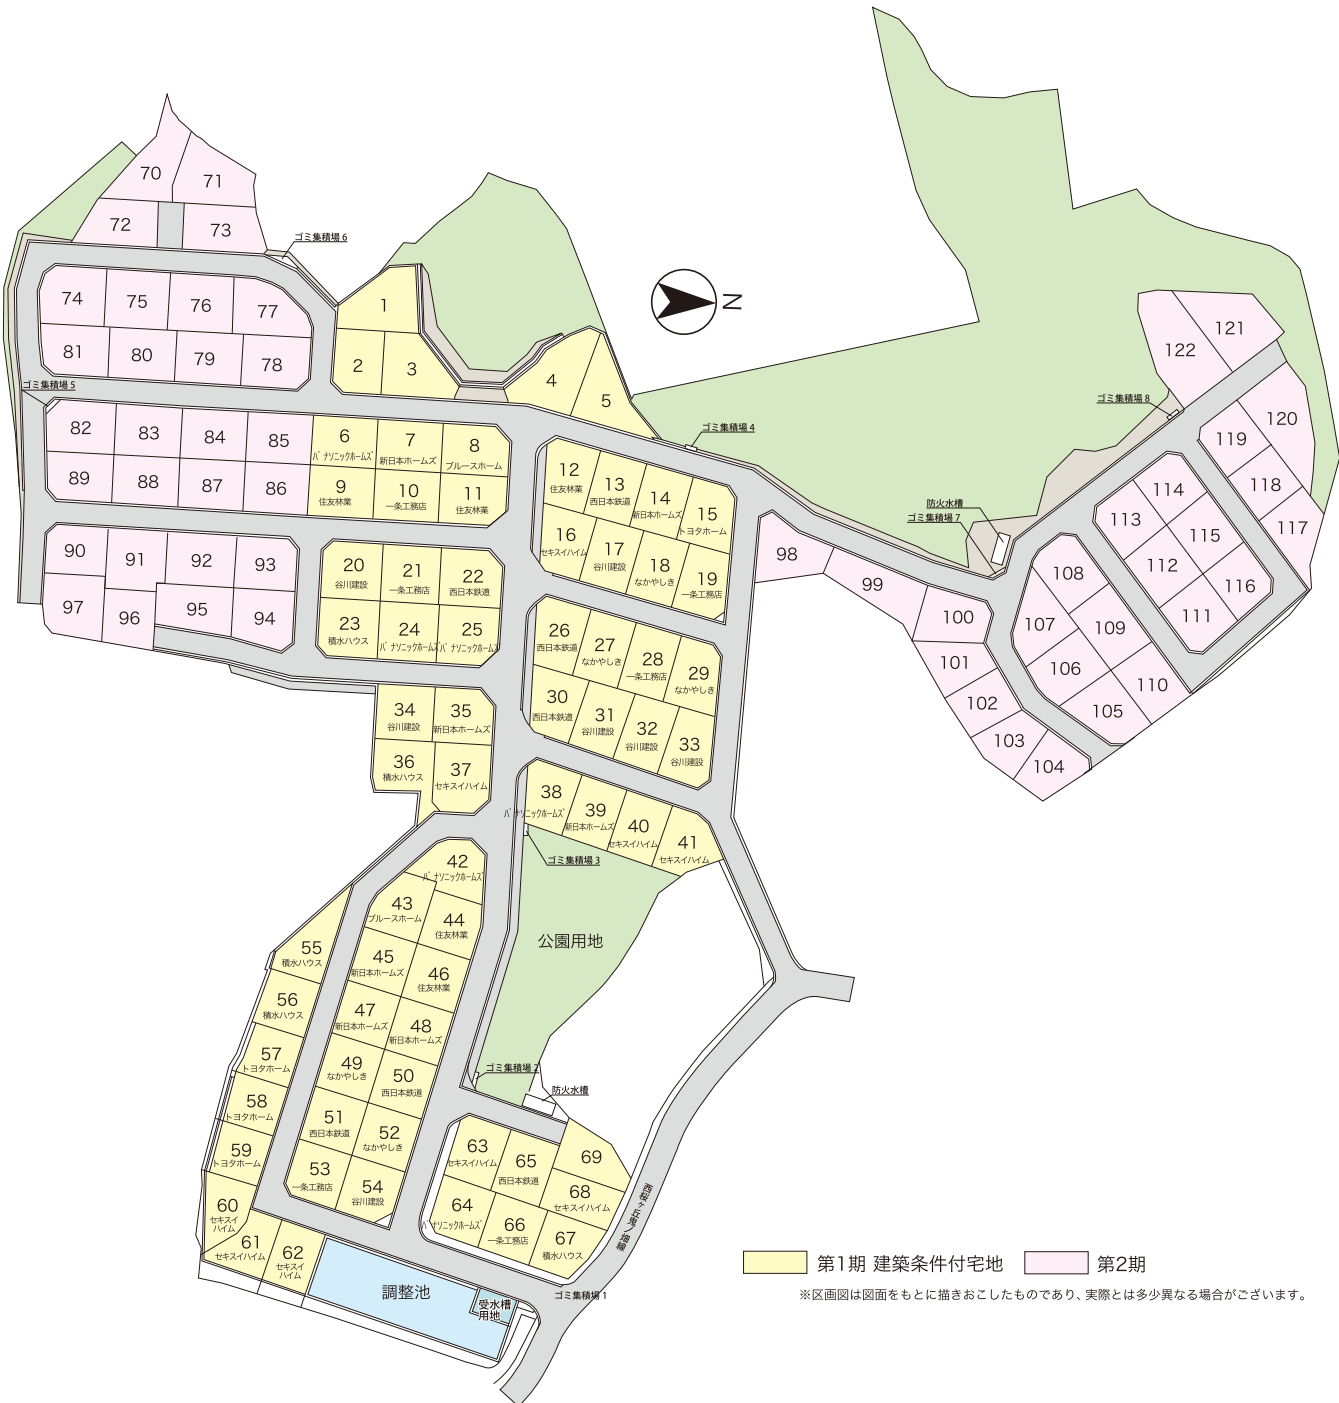 70
71
72
73
ゴミ集積場6
74
75
76
77
81
80
79
78
ゴミ集積場5
1
2
3
4
5
N
ゴミ集積場4
82
83
84
85
89
88
87
86
6
パナソニックホームズ
7
新日本ホームズ
8
ブルースホーム
9
住友林業
10
一条工務店
11
住友林業
12
住友林業
13
西日本鉄道
14
新日本ホームズ
15
トヨタホーム
16
セキスイハイム
17
谷川建設
18
なかやしき
19
一条工務店
90
91
92
93
97
96
95
94
20
谷川建設
21
一条工務店
22
西日本鉄道
23
積水ハウス
24
パナソニックホームズ
25
パナソニックホームズ
26
西日本鉄道
27
なかやしき
28
一条工務店
29
なかやしき
30
西日本鉄道
31
谷川建設
32
谷川建設
33
谷川建設
34
谷川建設
35
新日本ホームズ
36
積水ハウス
37
セキスイハイム
38
パナソニックホームズ
39
新日本ホームズ
40
セキスイハイム
41
セキスイハイム
ゴミ集積場3
公園用地
42
パナソニックホームズ
43
ブルースホーム
44
住友林業
45
新日本ホームズ
46
住友林業
47
新日本ホームズ
48
新日本ホームズ
49
なかやしき
50
西日本鉄道
51
西日本鉄道
52
なかやしき
53
一条工務店
54
谷川建設
55
積水ハウス
56
積水ハウス
57
トヨタホーム
58
トヨタホーム
59
トヨタホーム
60
セキスイ
ハイム
61
セキスイハイム
62
セキスイ
ハイム
ゴミ集積場2
防火水槽
63
セキスイハイム
64
パナソニックホームズ
65
西日本鉄道
66
一条工務店
67
積水ハウス
68
セキスイハイム
69
西桜ヶ丘鬼ノ畑線
調整池
受水槽
用地
ゴミ集積場1
121
122
ゴミ集積場8
120
119
118
117
防火水槽
ゴミ集積場7
114
113
115
112
116
111
108
107
109
106
110
105
98
99
100
101
102
103
104
第1期 建築条件付宅地
第2期
※区画図は図面をもとに描きおこしたものであり、実際とは多少異なる場合がございます。